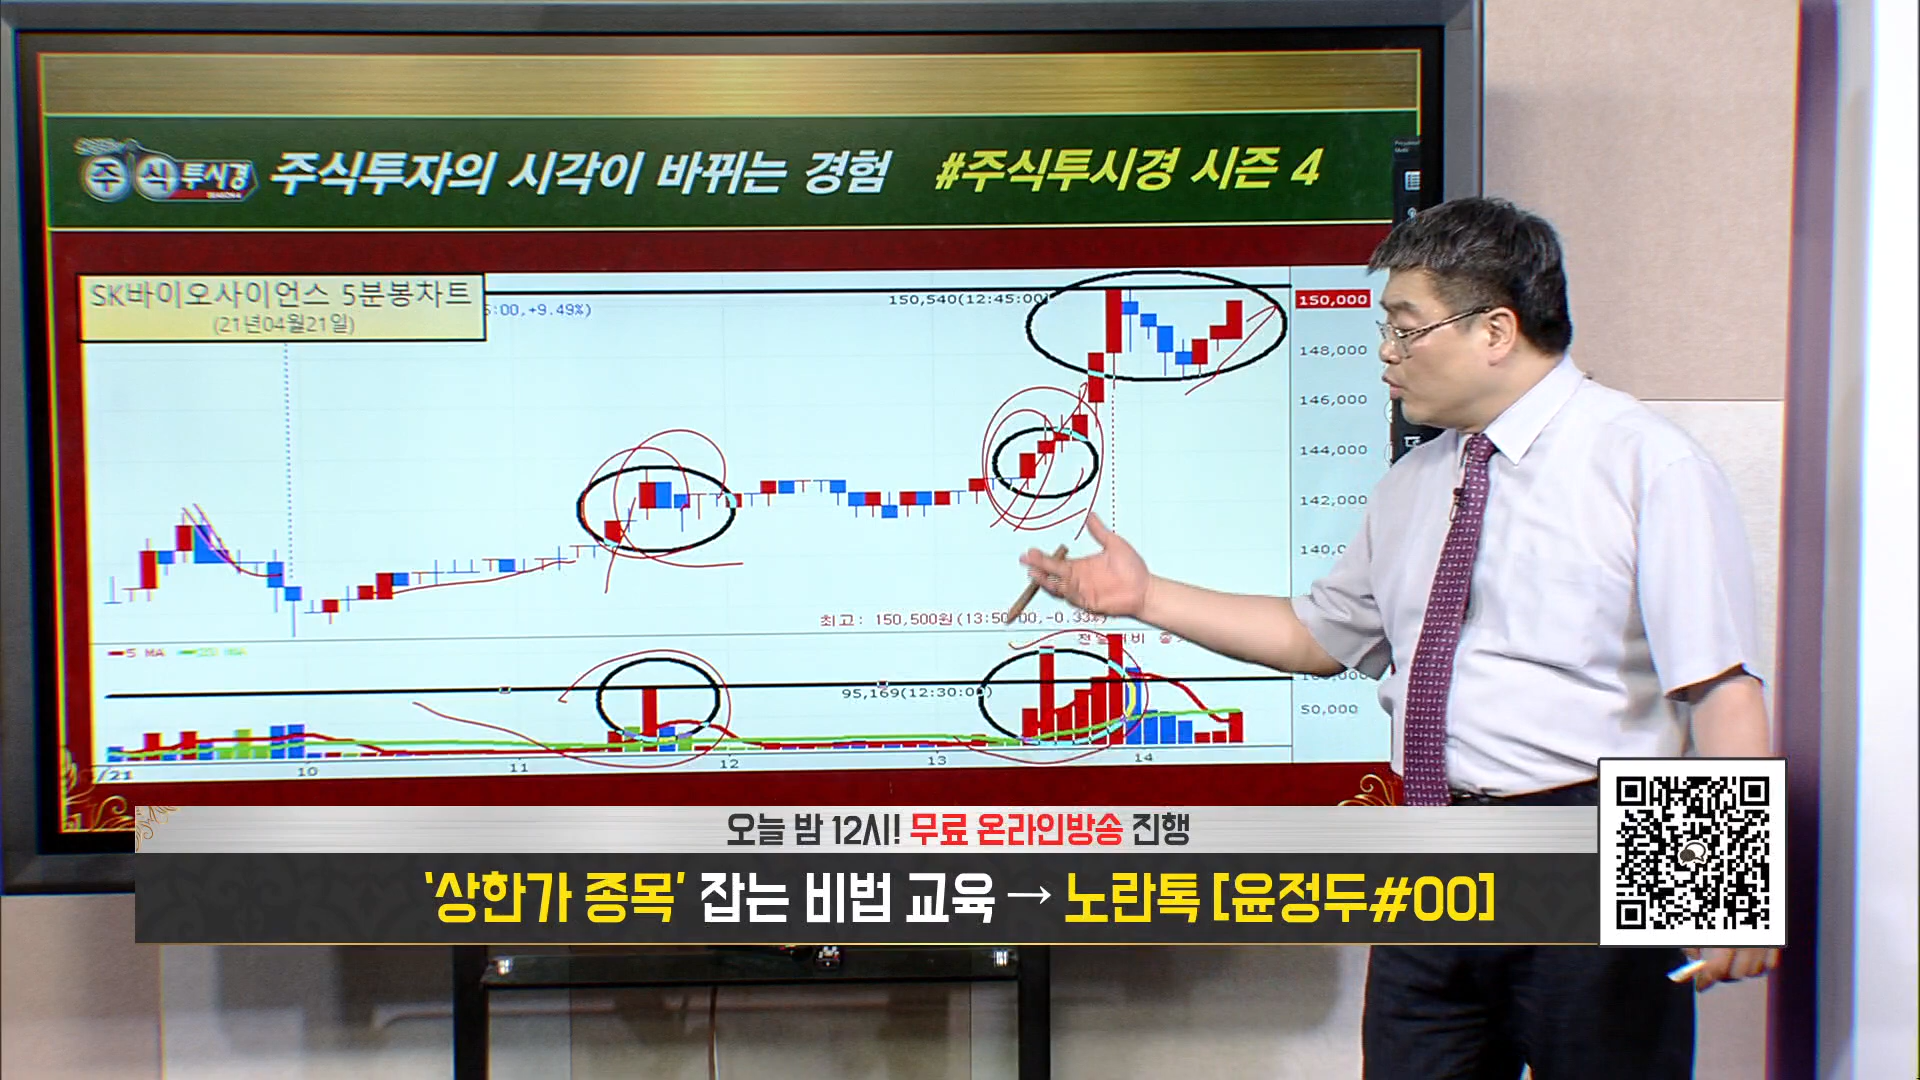 주식투시경 주식투자의 시각이 바뀌는 경험 #주식투시경 시즌 4
SK바이오사이언스 5분봉차트
(21년04월21일)
5:00,+9.49%)
150,540(12:45:00)
150,000
148,000
146,000
144,000
142,000
최고: 150,500원(13:50:00,-0.33%)
5 MA
95,169(12:30:00)
50,000
/21 10 11 12 13 14
오늘 밤 12시! 무료 온라인방송 진행
'상한가 종목' 잡는 비법 교육 → 노란톡 [윤정두#00]